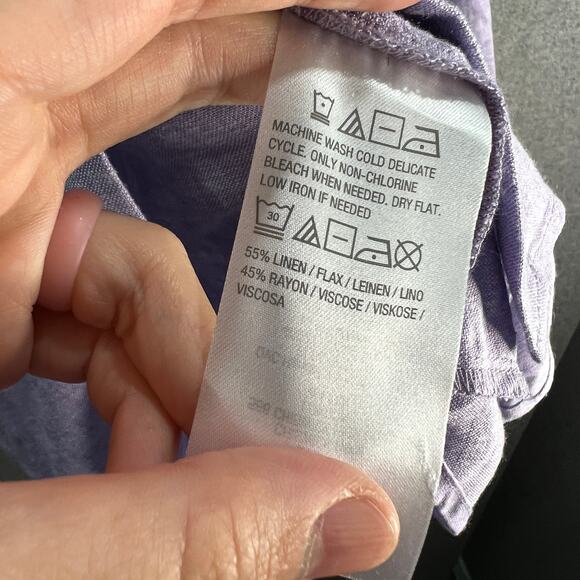 MACHINE WASH COLD DELICATE
CYCLE. ONLY NON-CHLORINE
BLEACH WHEN NEEDED. DRY FLAT.
LOW IRON IF NEEDED
30
55% LINEN / FLAX / LEINEN / LINO
45% RAYON / VISCOSE / VISKOSE /
VISCOSA